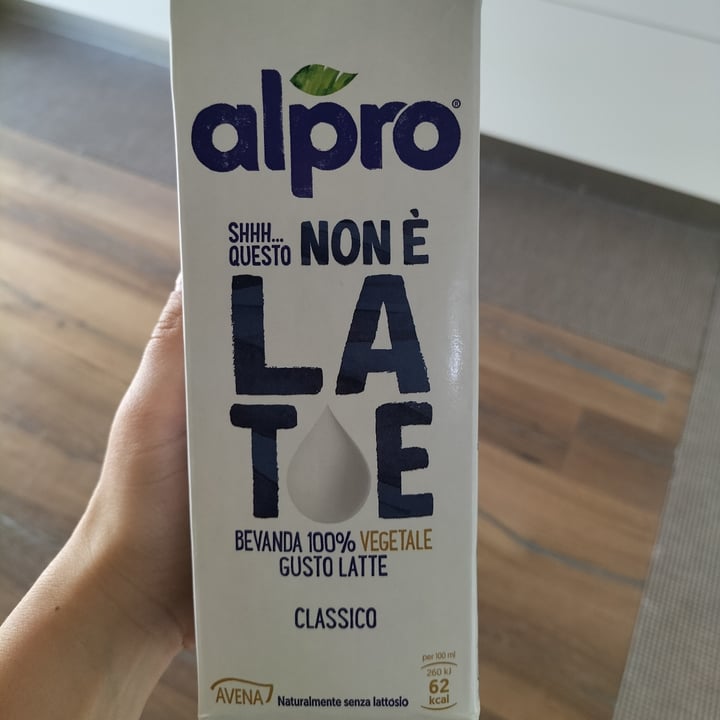 alpro®
SHHH...
QUESTO NON È
LA
TE
BEVANDA 100% VEGETALE
GUSTO LATTE
CLASSICO
per 100 ml
260 kJ
62
kcal
AVENA
Naturalmente senza lattosio